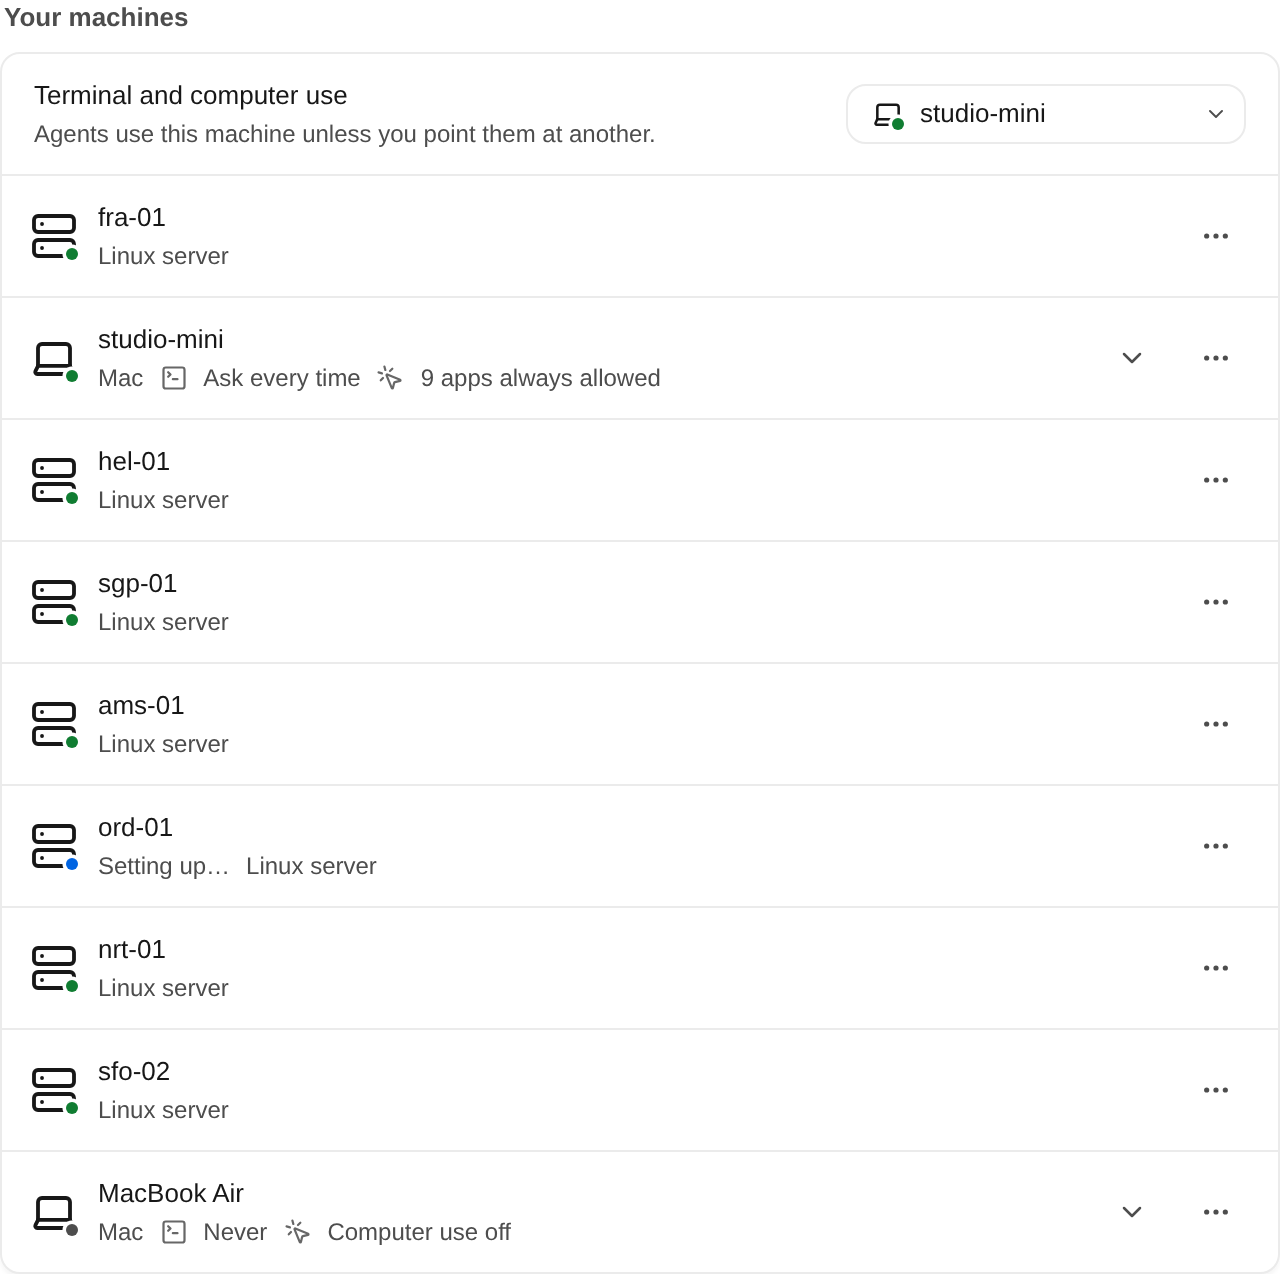 Your machines
Terminal and computer use
Agents use this machine unless you point them at another.
studio-mini
fra-01
Linux server
studio-mini
Mac Ask every time 9 apps always allowed
hel-01
Linux server
sgp-01
Linux server
ams-01
Linux server
ord-01
Setting up… Linux server
nrt-01
Linux server
sfo-02
Linux server
MacBook Air
Mac Never Computer use off